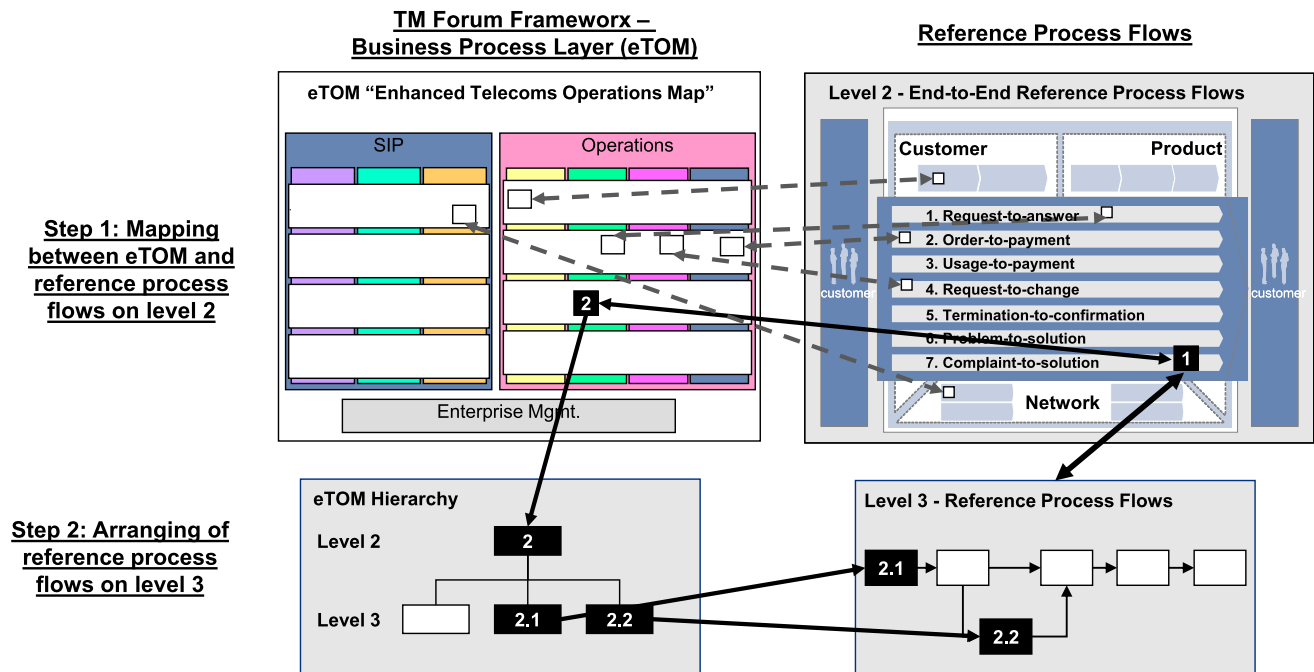 TM Forum Frameworx –
Business Process Layer (eTOM)
Reference Process Flows
eTOM “Enhanced Telecoms Operations Map”
SIP
Operations
Enterprise Mgmt.
2
Level 2 - End-to-End Reference Process Flows
Customer
Product
1. Request-to-answer
2. Order-to-payment
3. Usage-to-payment
4. Request-to-change
5. Termination-to-confirmation
6. Problem-to-solution
7. Complaint-to-solution
1
Network
customer
customer
Step 1: Mapping
between eTOM and
reference process
flows on level 2
Step 2: Arranging of
reference process
flows on level 3
eTOM Hierarchy
Level 2
2
Level 3
2.1
2.2
Level 3 - Reference Process Flows
2.1
2.2